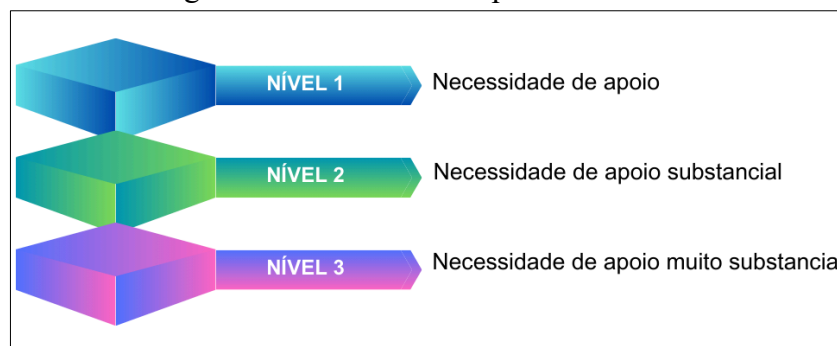 NÍVEL 1 Necessidade de apoio
NÍVEL 2 Necessidade de apoio substancial
NÍVEL 3 Necessidade de apoio muito substancia